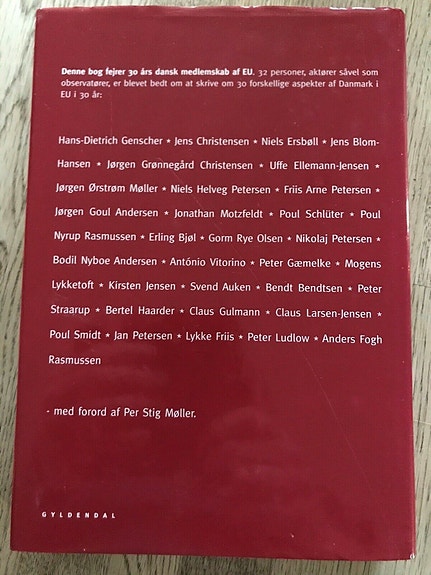 Denne bog fejrer 30 års dansk medlemskab af EU. 32 personer, aktører såvel som
observatører, er blevet bedt om at skrive om 30 forskellige aspekter af Danmark i
EU i 30 år:
Hans-Dietrich Genscher ★ Jens Christensen ★ Niels Ersbøll ★ Jens Blom-
Hansen ★ Jørgen Grønnegård Christensen ★ Uffe Ellemann-Jensen ★
Jørgen Ørstrøm Møller ★ Niels Helveg Petersen ★ Friis Arne Petersen ★
Jørgen Goul Andersen ★ Jonathan Motzfeldt ★ Poul Schlüter ★ Poul
Nyrup Rasmussen ★ Erling Bjøl ★ Gorm Rye Olsen ★ Nikolaj Petersen ★
Bodil Nyboe Andersen ★ António Vitorino ★ Peter Gæmelke ★ Mogens
Lykketoft ★ Kirsten Jensen ★ Svend Auken ★ Bendt Bendtsen ★ Peter
Straarup ★ Bertel Haarder ★ Claus Gulmann ★ Claus Larsen-Jensen ★
Poul Smidt ★ Jan Petersen ★ Lykke Friis ★ Peter Ludlow ★ Anders Fogh
Rasmussen
- med forord af Per Stig Møller.
GYLDENDAL